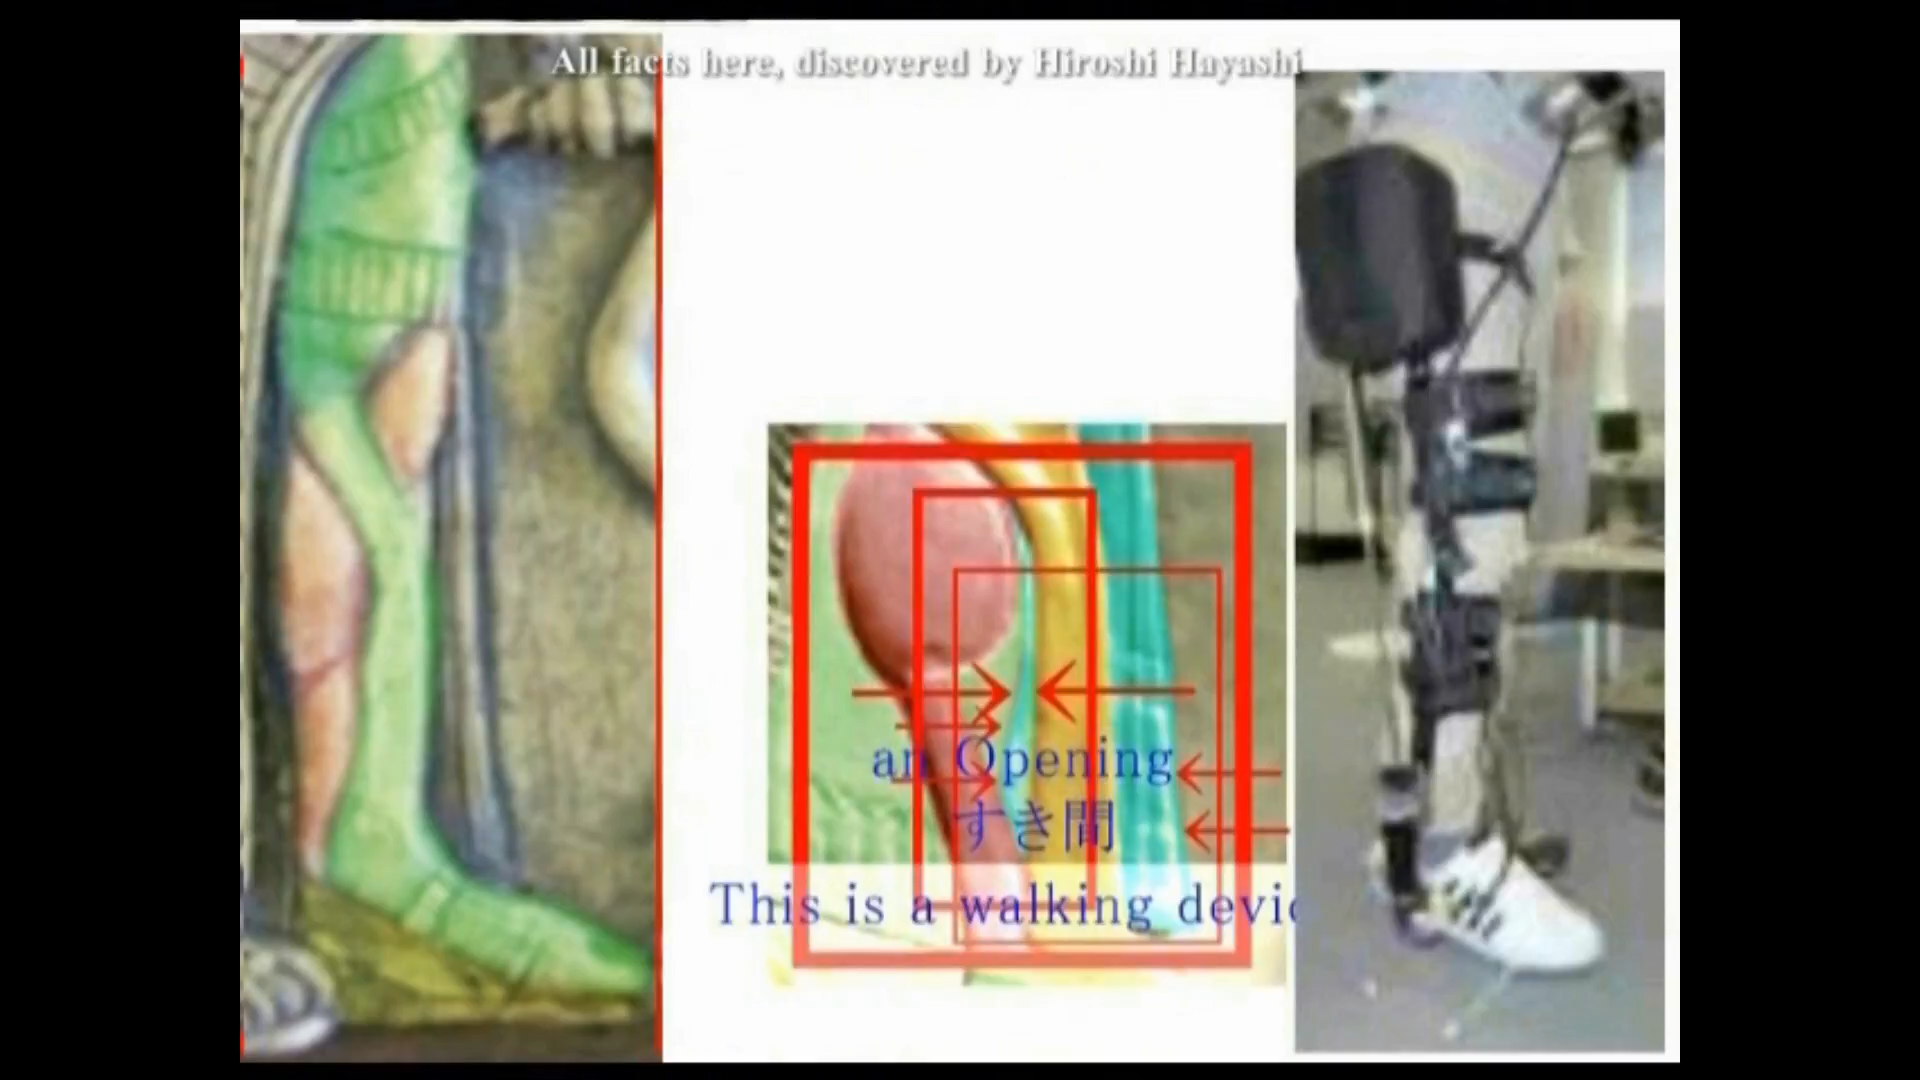 All facts here, discovered by Hiroshi Hayashi
an Opening
すき間
This is a walking devic